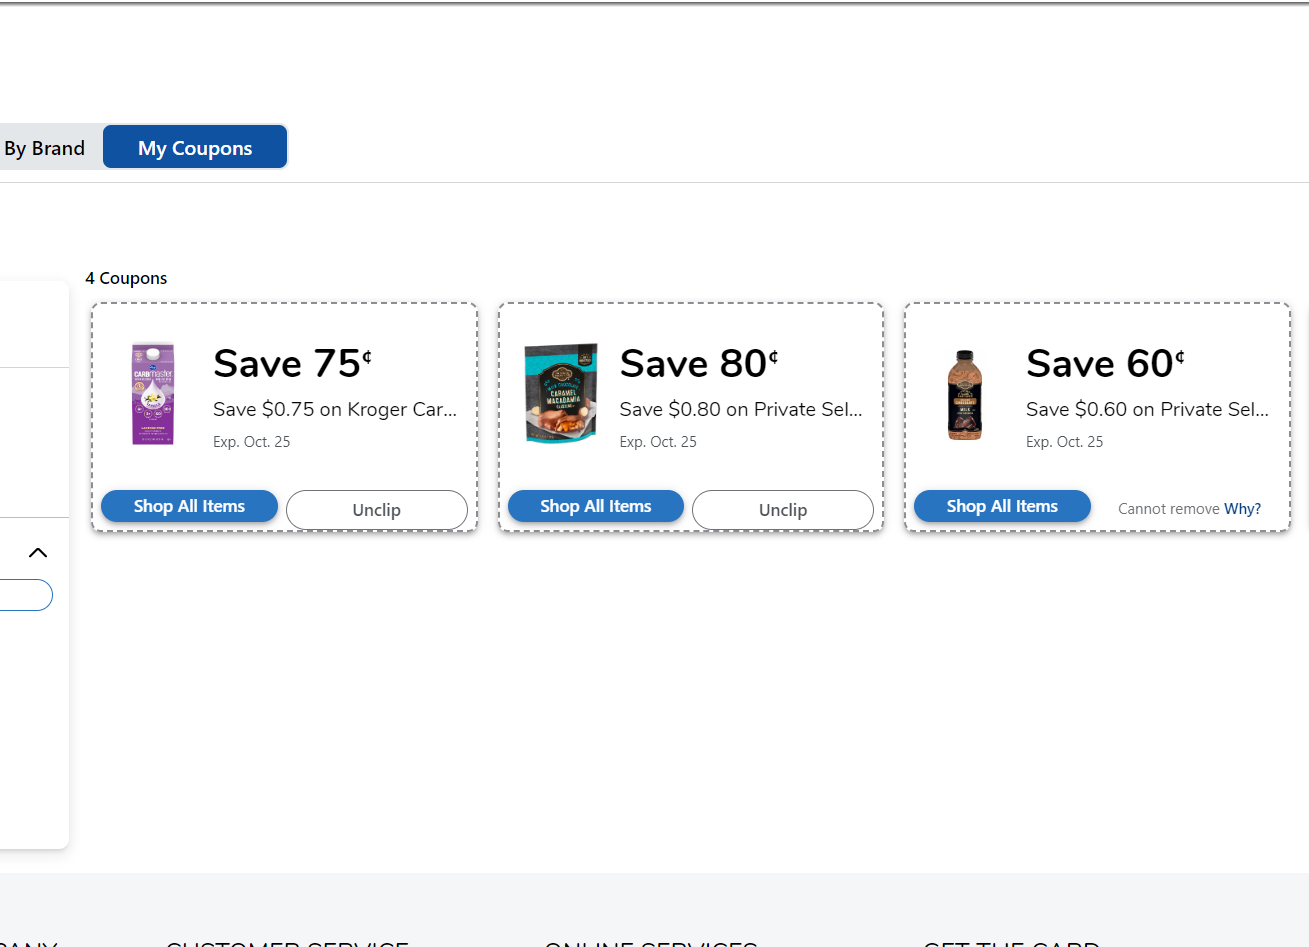 By Brand
My Coupons
4 Coupons
Save 75¢
Save $0.75 on Kroger Car...
Exp. Oct. 25
Shop All Items
Unclip
CARBmaster
Save 80¢
Save $0.80 on Private Sel...
Exp. Oct. 25
Shop All Items
Unclip
CARAMEL
MACADAMIA
Save 60¢
Save $0.60 on Private Sel...
Exp. Oct. 25
Shop All Items
Cannot remove Why?
MILK
CUSTOMER SERVICE
ONLINE SERVICES
GET THE CARD